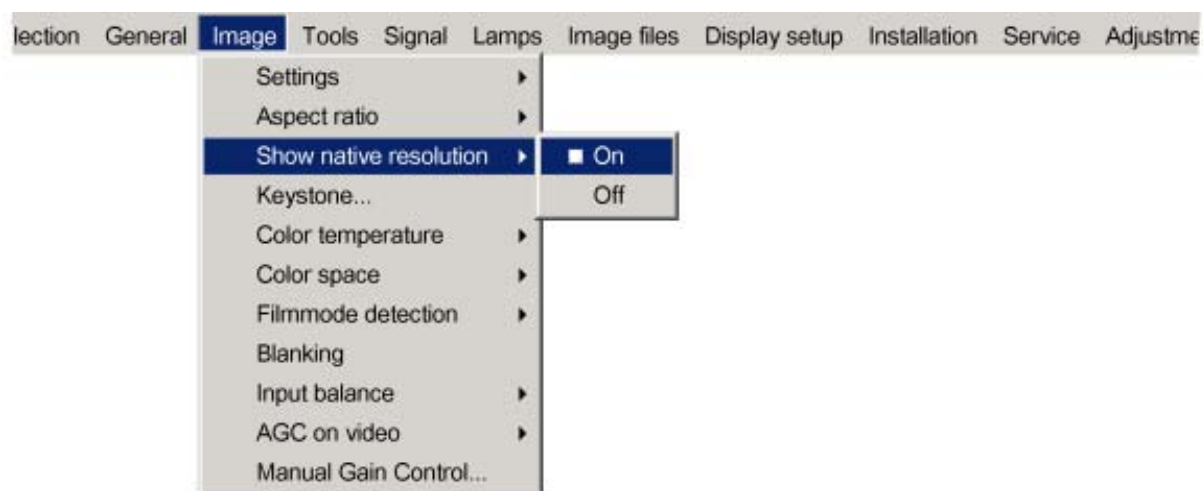 lection General Image Tools Signal Lamps Image files Display setup Installation Service Adjustme
Settings
Aspect ratio
Show native resolution On
Keystone... Off
Color temperature
Color space
Filmmode detection
Blanking
Input balance
AGC on video
Manual Gain Control...